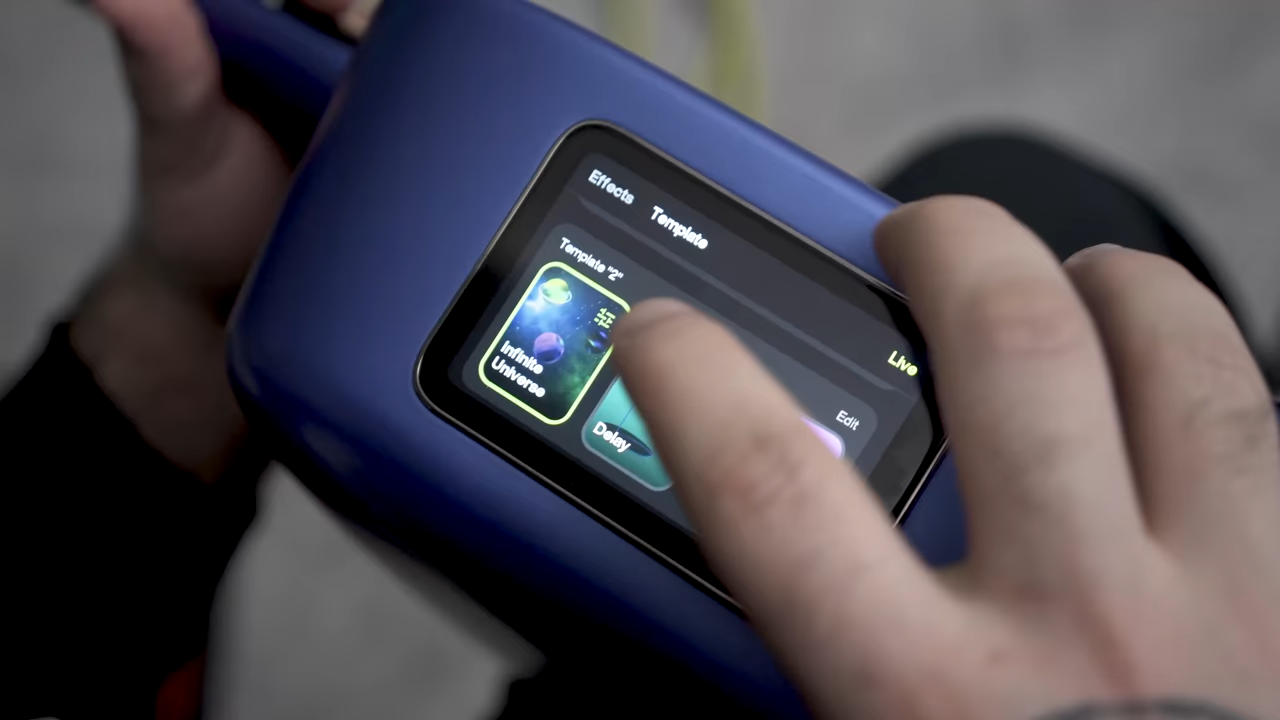 Effects Template
Live
Template "2"
Edit
Infinite
Universe
Delay